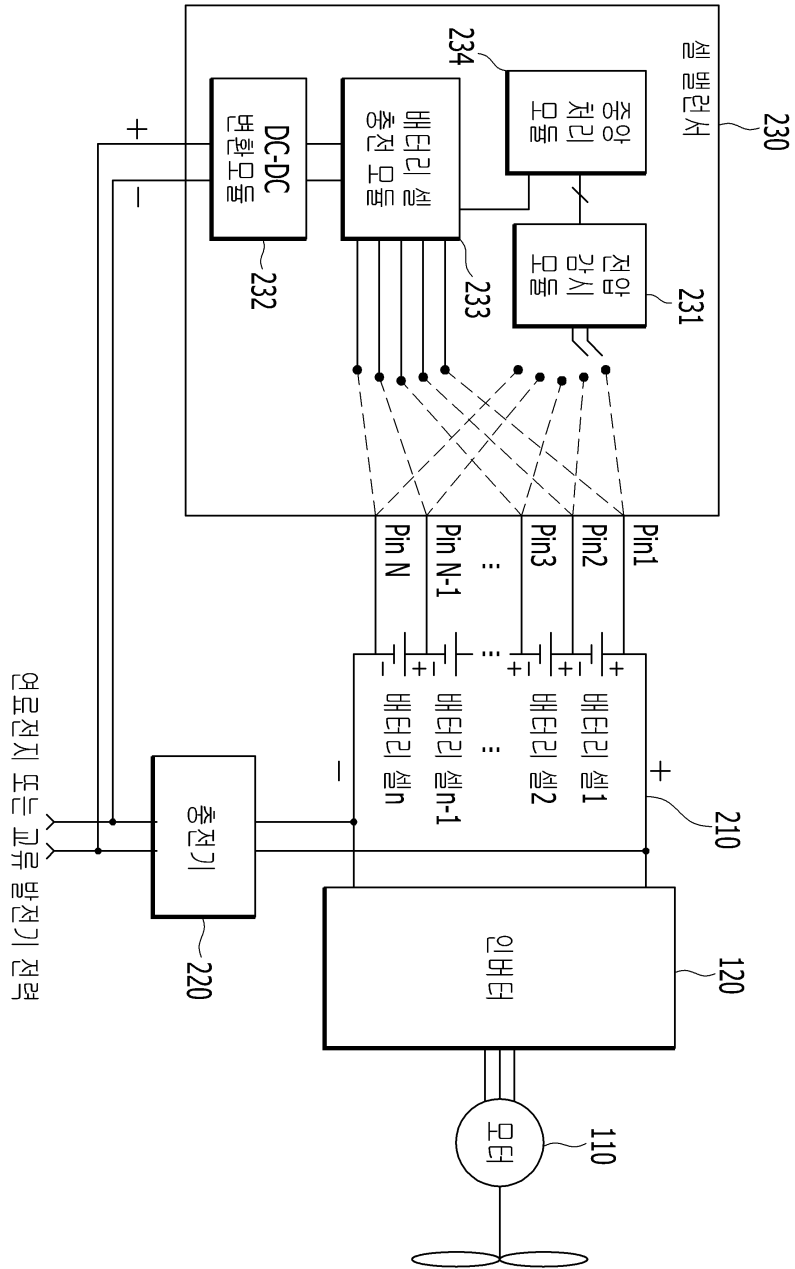 230
셀 밸런서
234
중앙
처리
모듈
전압
감시
모듈
231
배터리 셀
충전 모듈
233
DC-DC
변환모듈
232
+
−
Pin1
Pin2
Pin3
...
Pin N-1
Pin N
+
−
+
−
+
...
−
+
−
배터리 셀1
배터리 셀2
...
배터리 셀n-1
배터리 셀n
+
−
210
충전기
220
연료전지 또는 교류 발전기 전력
인버터
120
모터
110